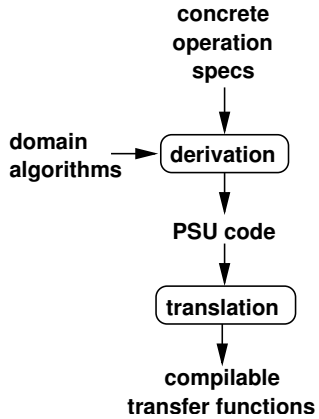 concrete
operation
specs
domain
algorithms
derivation
PSU code
translation
compilable
transfer functions